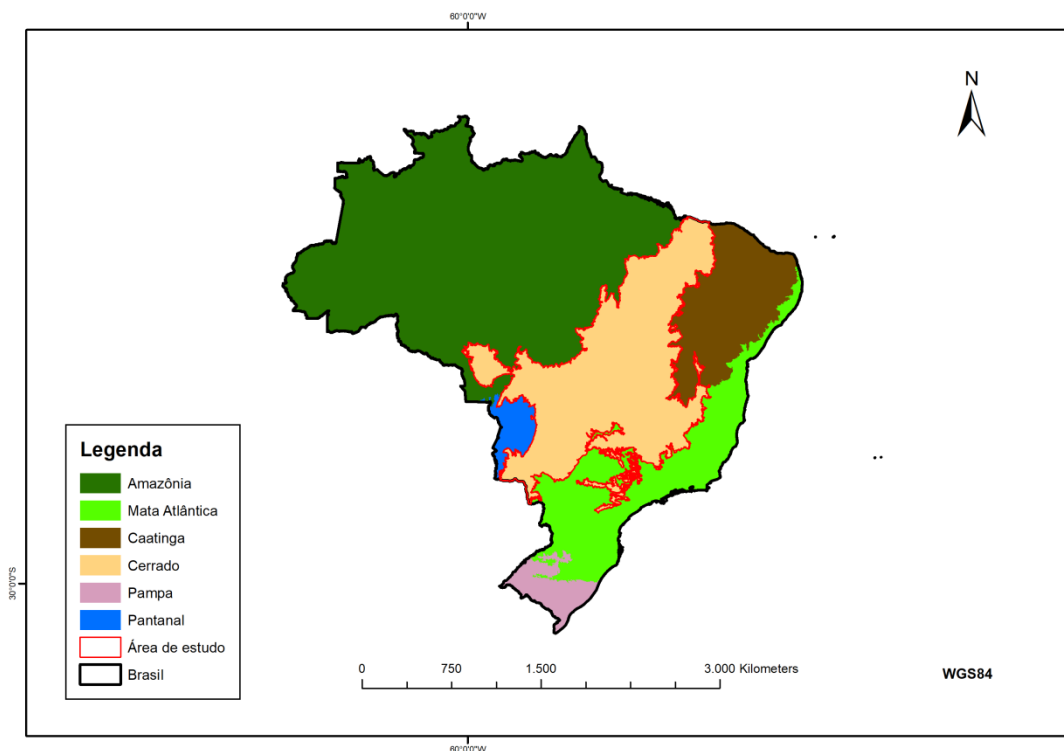 60°0'0"W
N
Legenda
Amazônia
Mata Atlântica
Caatinga
Cerrado
Pampa
Pantanal
Área de estudo
Brasil
30°0'0"S
0 750 1.500 3.000 Kilometers
WGS84
60°0'0"W